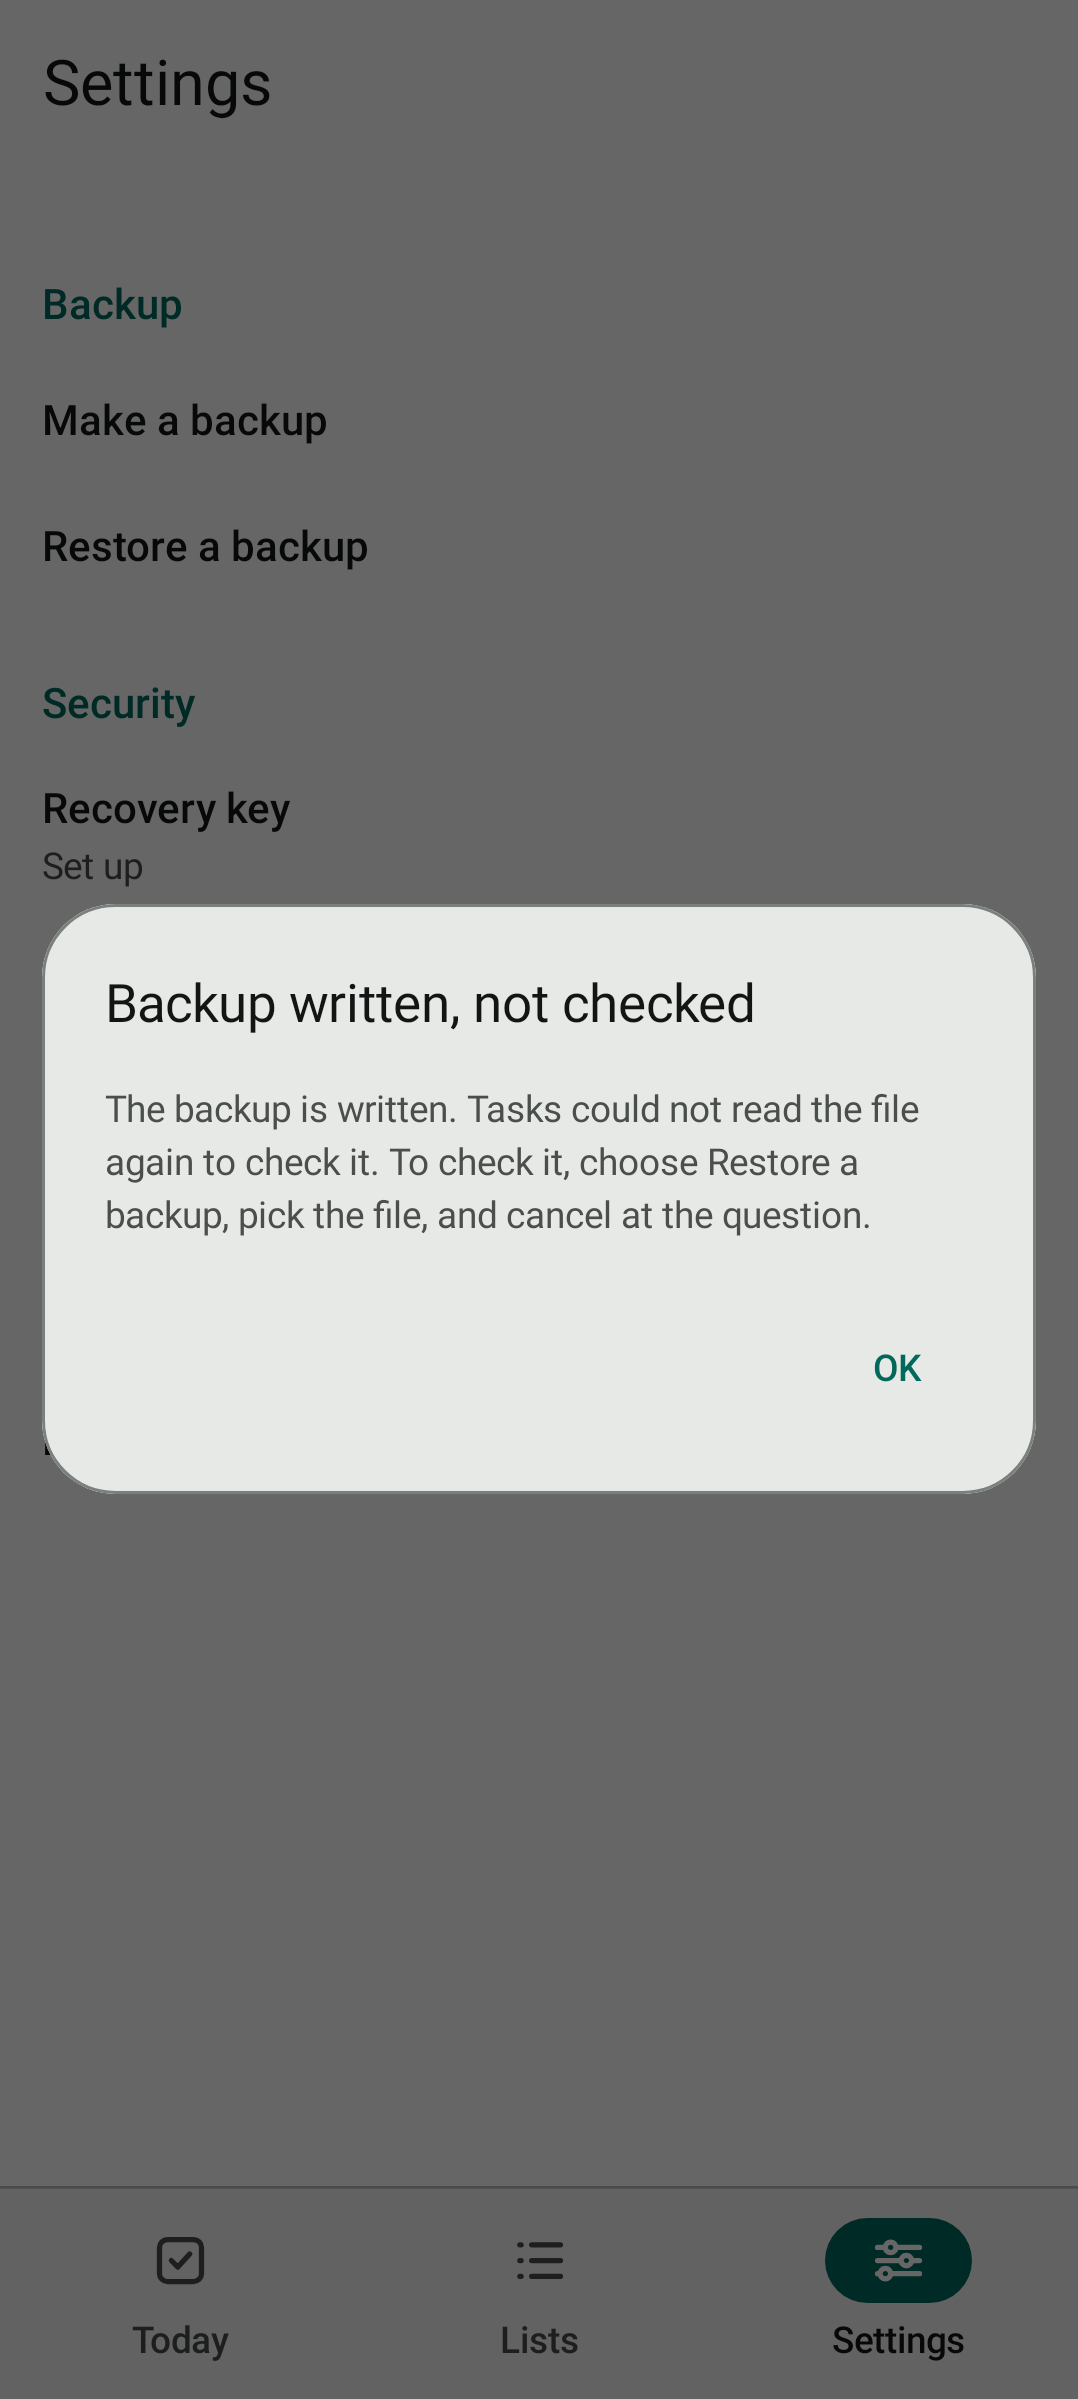 Settings
Backup
Make a backup
Restore a backup
Security
Recovery key
Set up
Backup written, not checked
The backup is written. Tasks could not read the file
again to check it. To check it, choose Restore a
backup, pick the file, and cancel at the question.
OK
Today
Lists
Settings